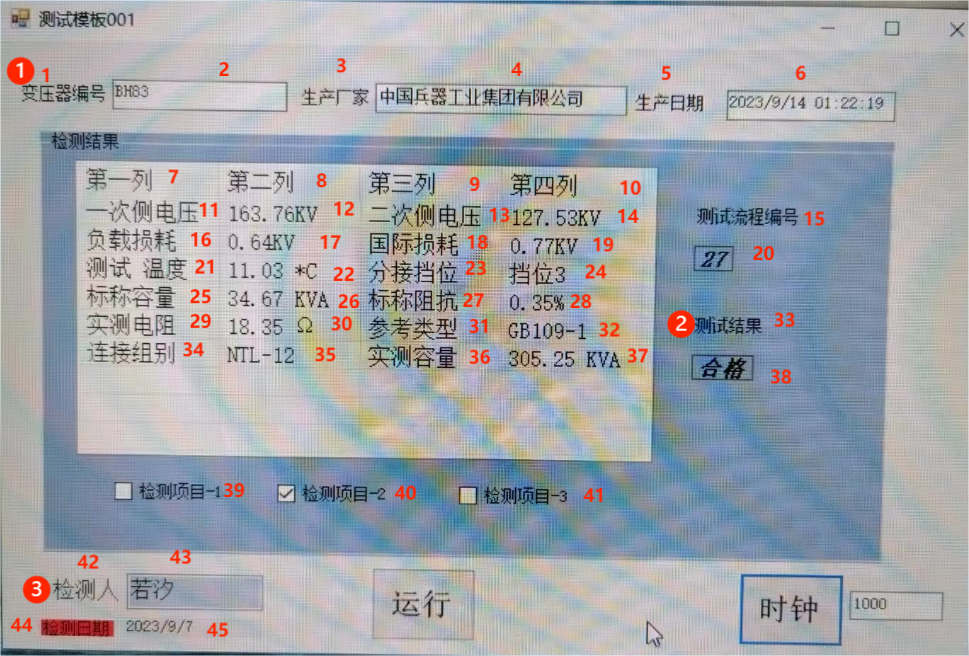 测试模板001
1 1 2 3 4 5 6
变压器编号 BH83 生产厂家 中国兵器工业集团有限公司 生产日期 2023/9/14 01:22:19
检测结果
第一列 7 第二列 8 第三列 9 第四列 10
一次侧电压 11 163.76KV 12 二次侧电压 13 127.53KV 14 测试流程编号 15
负载损耗 16 0.64KV 17 国际损耗 18 0.77KV 19
测试 温度 21 11.03 *C 22 分接挡位 23 挡位3 24 27 20
标称容量 25 34.67 KVA 26 标称阻抗 27 0.35% 28
实测电阻 29 18.35 Ω 30 参考类型 31 GB109-1 32 2 测试结果 33
连接组别 34 NTL-12 35 实测容量 36 305.25 KVA 37 合格 38
检测项目-1 39 检测项目-2 40 检测项目-3 41
42 43
3 检测人 若汐 运行 时钟 1000
44 检测日期 2023/9/7 45